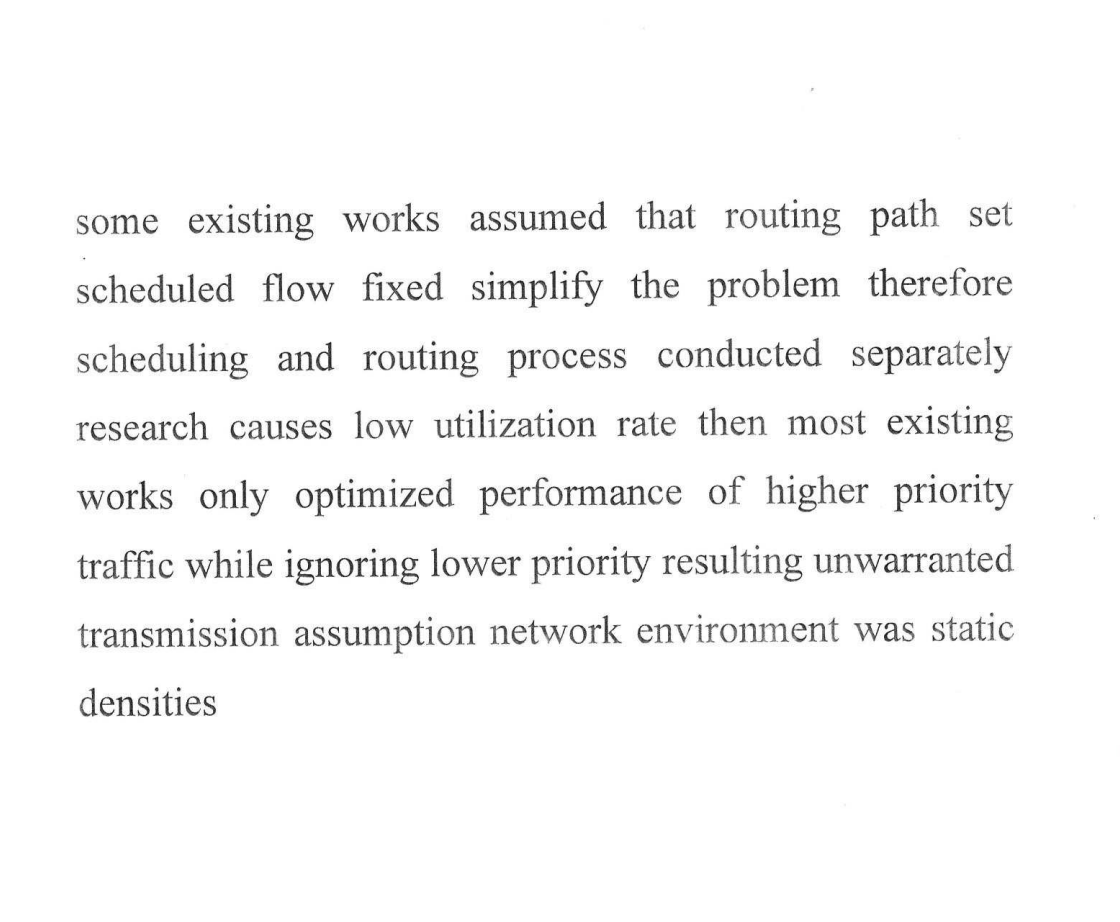 some existing works assumed that routing path set
scheduled flow fixed simplify the problem therefore
scheduling and routing process conducted separately
research causes low utilization rate then most existing
works only optimized performance of higher priority
traffic while ignoring lower priority resulting unwarranted
transmission assumption network environment was static
densities